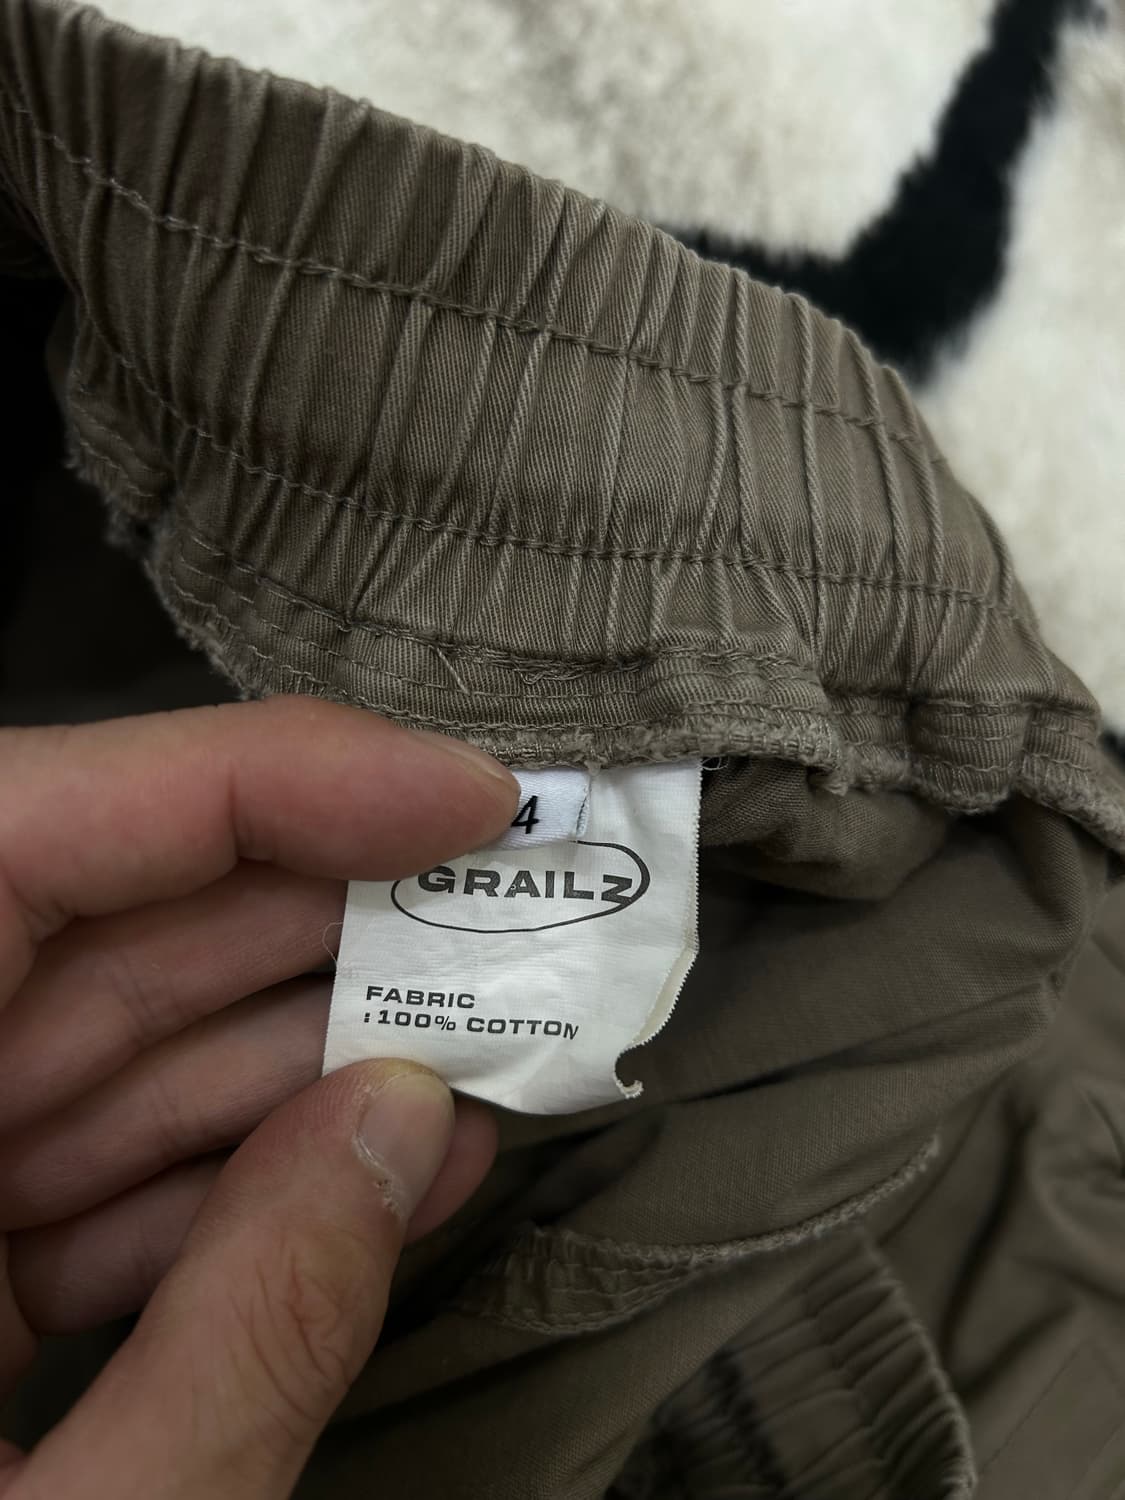 4
GRAILZ
FABRIC
:100% COTTON